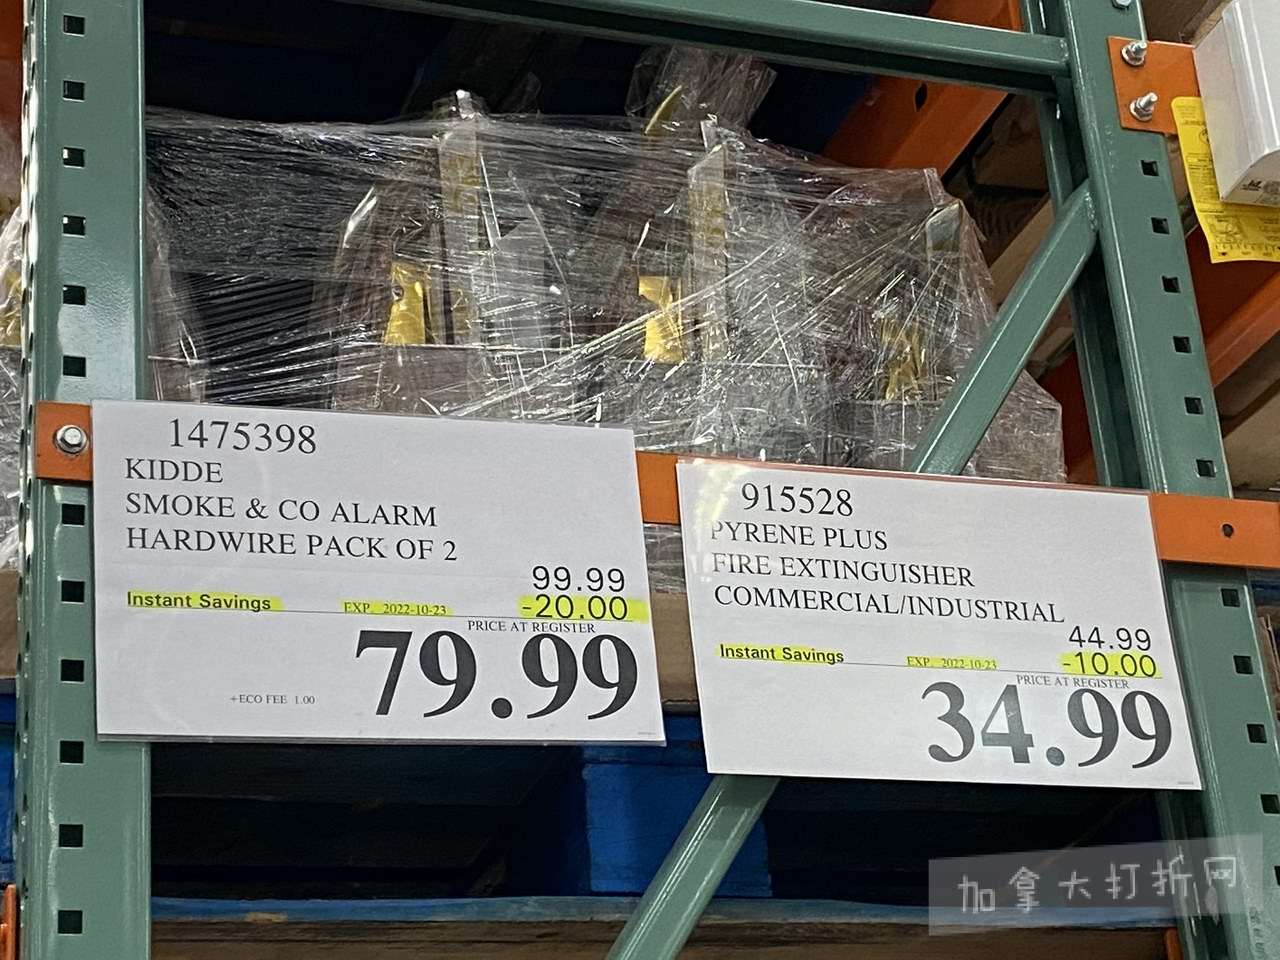 1475398
KIDDE
SMOKE & CO ALARM
HARDWIRE PACK OF 2
99.99
Instant Savings EXP. 2022-10-23 -20.00
PRICE AT REGISTER
79.99
+ECO FEE 1.00
915528
PYRENE PLUS
FIRE EXTINGUISHER
COMMERCIAL/INDUSTRIAL
44.99
Instant Savings EXP. 2022-10-23 -10.00
PRICE AT REGISTER
34.99
加拿大打折网